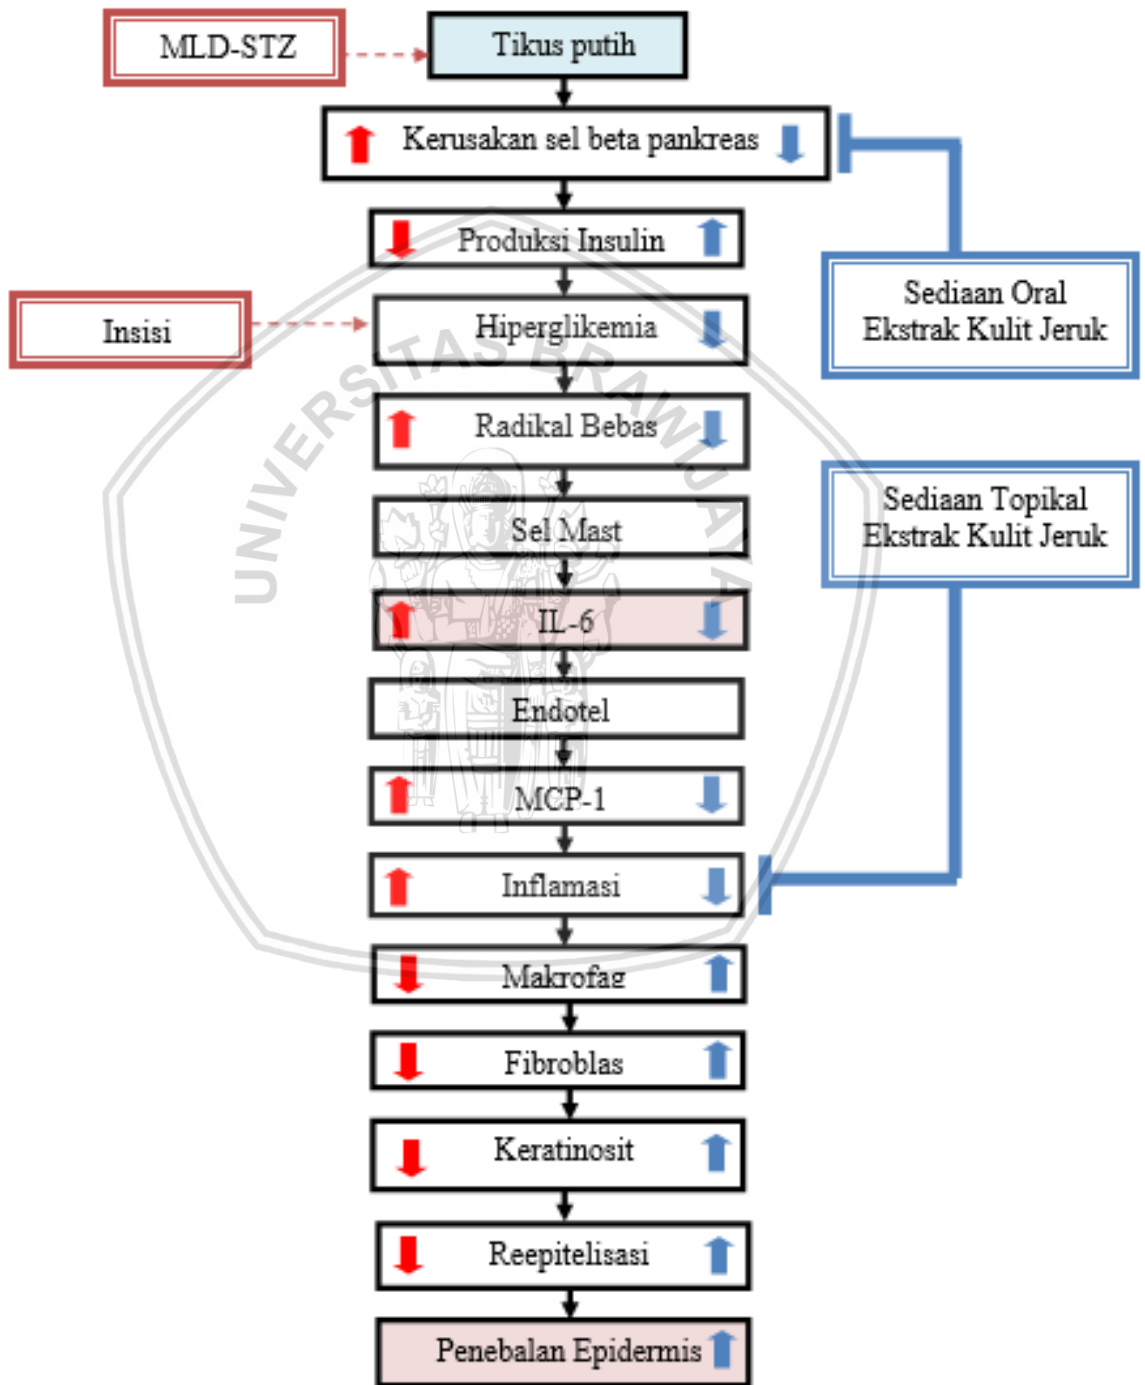 MLD-STZ
Tikus putih
Kerusakan sel beta pankreas
Produksi Insulin
Sediaan Oral
Ekstrak Kulit Jeruk
Insisi
Hiperglikemia
UNIVERSITAS BRAWIJAYA
Radikal Bebas
Sediaan Topikal
Ekstrak Kulit Jeruk
Sel Mast
IL-6
Endotel
MCP-1
Inflamasi
Makrofag
Fibroblas
Keratinosit
Reepitelisasi
Penebalan Epidermis